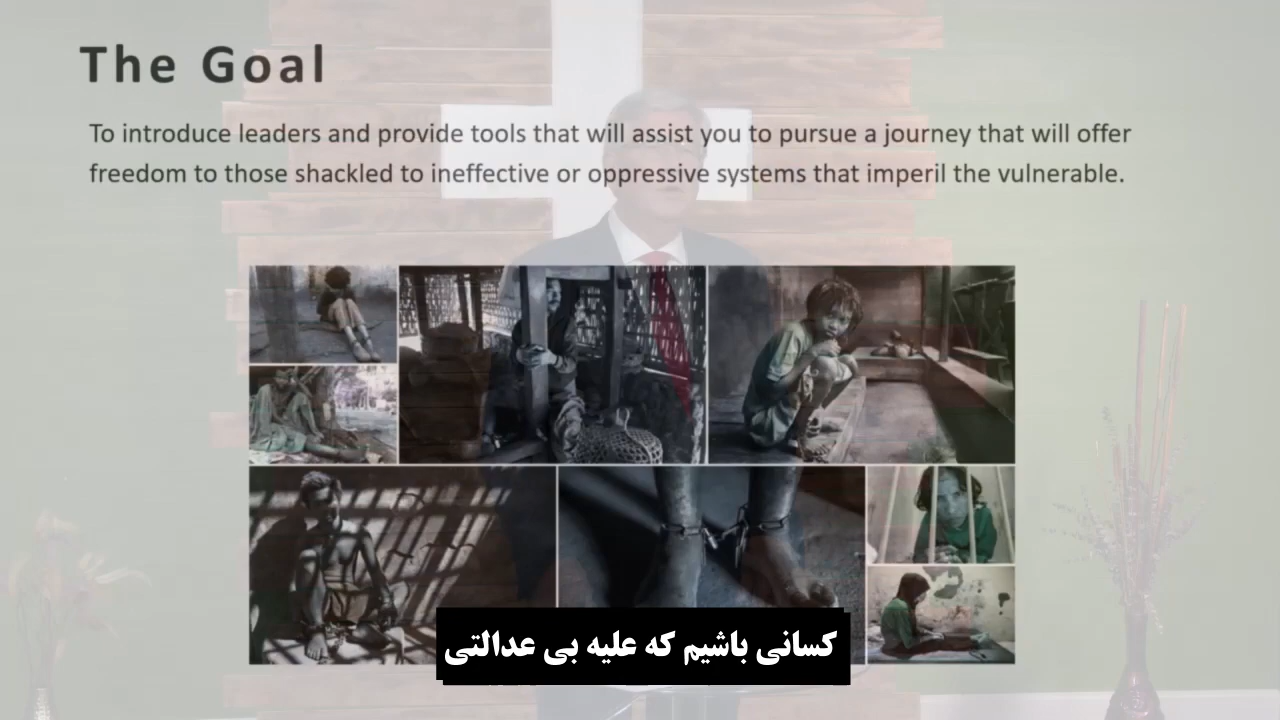 The Goal
To introduce leaders and provide tools that will assist you to pursue a journey that will offer
freedom to those shackled to ineffective or oppressive systems that imperil the vulnerable.
کسانی باشیم که علیه بی عدالتی